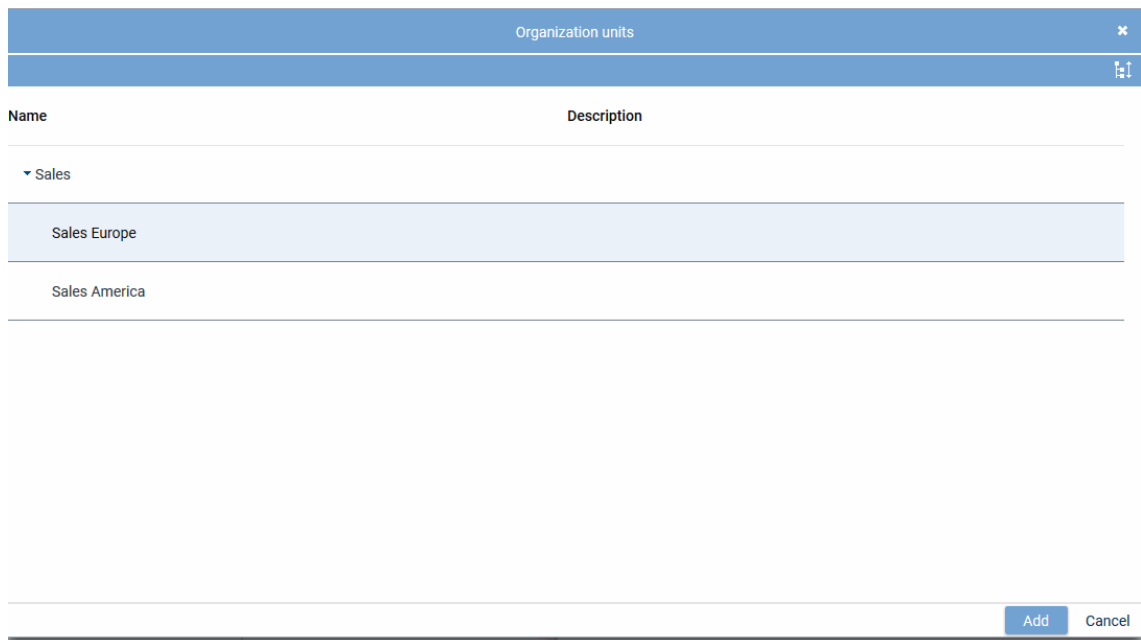 Organization units
Name Description
Sales
Sales Europe
Sales America
Add Cancel